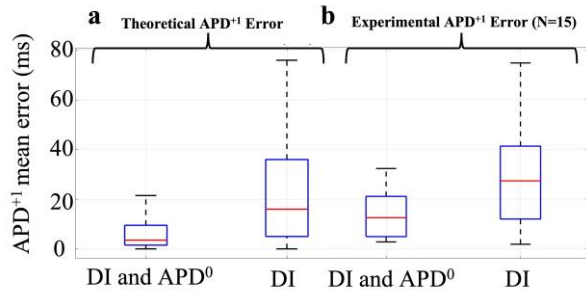 a Theoretical APD⁺¹ Error b Experimental APD⁺¹ Error (N=15)
80
60
40
20
0
APD⁺¹ mean error (ms)
DI and APD⁰ DI DI and APD⁰ DI